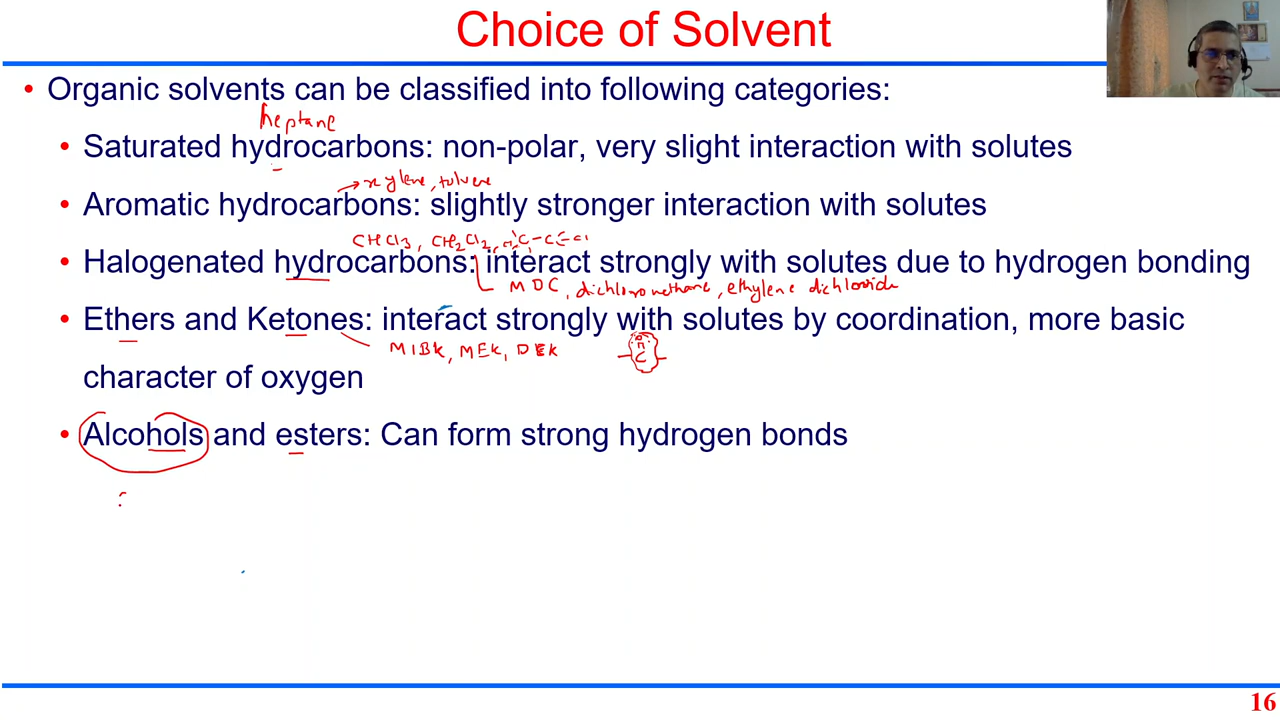 Choice of Solvent
• Organic solvents can be classified into following categories:
heptane
• Saturated hydrocarbons: non-polar, very slight interaction with solutes
xylene, toluene
• Aromatic hydrocarbons: slightly stronger interaction with solutes
CHCl3, CH2Cl2,
• Halogenated hydrocarbons: interact strongly with solutes due to hydrogen bonding
MDC, dichloromethane, ethylene dichloride
• Ethers and Ketones: interact strongly with solutes by coordination, more basic
MIBK, MEK, DEK
C
character of oxygen
• Alcohols and esters: Can form strong hydrogen bonds
16